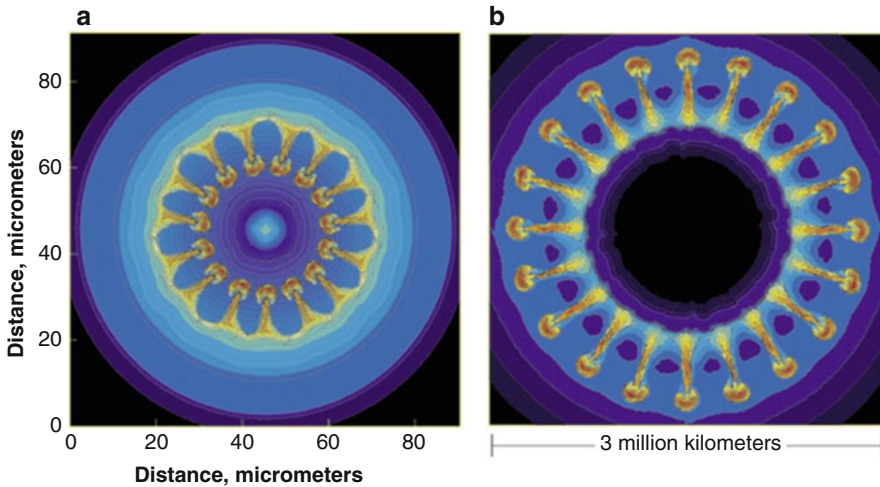 a
b
Distance, micrometers
80
60
40
20
0
0 20 40 60 80
Distance, micrometers
3 million kilometers